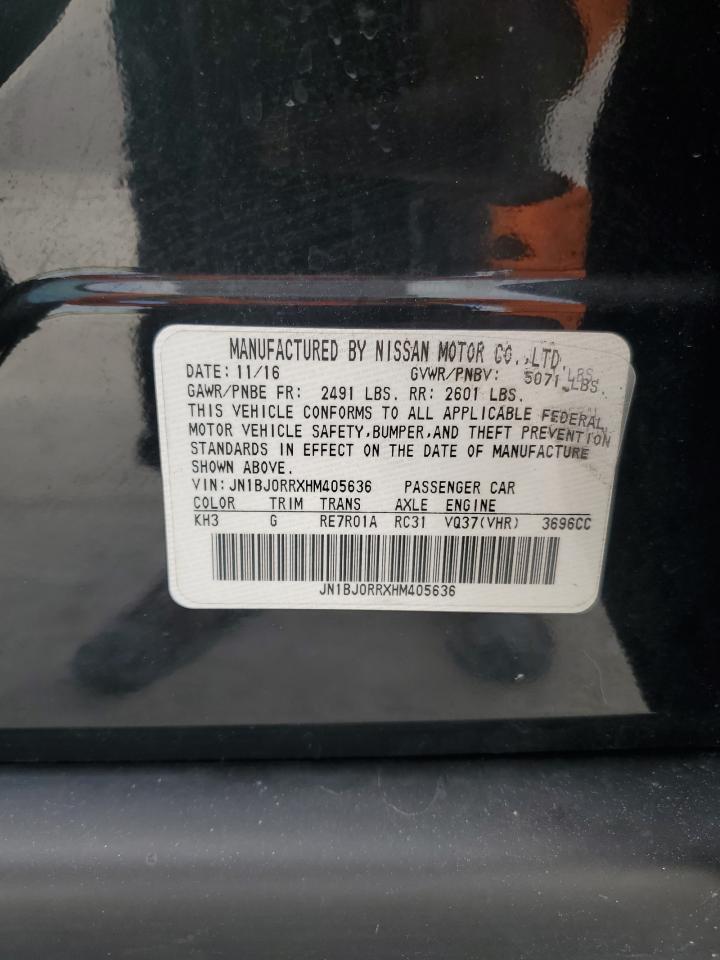 MANUFACTURED BY NISSAN MOTOR CO.,LTD
DATE: 11/16 GVWR/PNBV: 5071 LBS.
GAWR/PNBE FR: 2491 LBS. RR: 2601 LBS.
THIS VEHICLE CONFORMS TO ALL APPLICABLE FEDERAL
MOTOR VEHICLE SAFETY,BUMPER,AND THEFT PREVENTION
STANDARDS IN EFFECT ON THE DATE OF MANUFACTURE
SHOWN ABOVE.
VIN:JN1BJ0RRXHM405636 PASSENGER CAR
COLOR TRIM TRANS AXLE ENGINE
KH3 G RE7R01A RC31 VQ37(VHR) 3696CC
JN1BJ0RRXHM405636